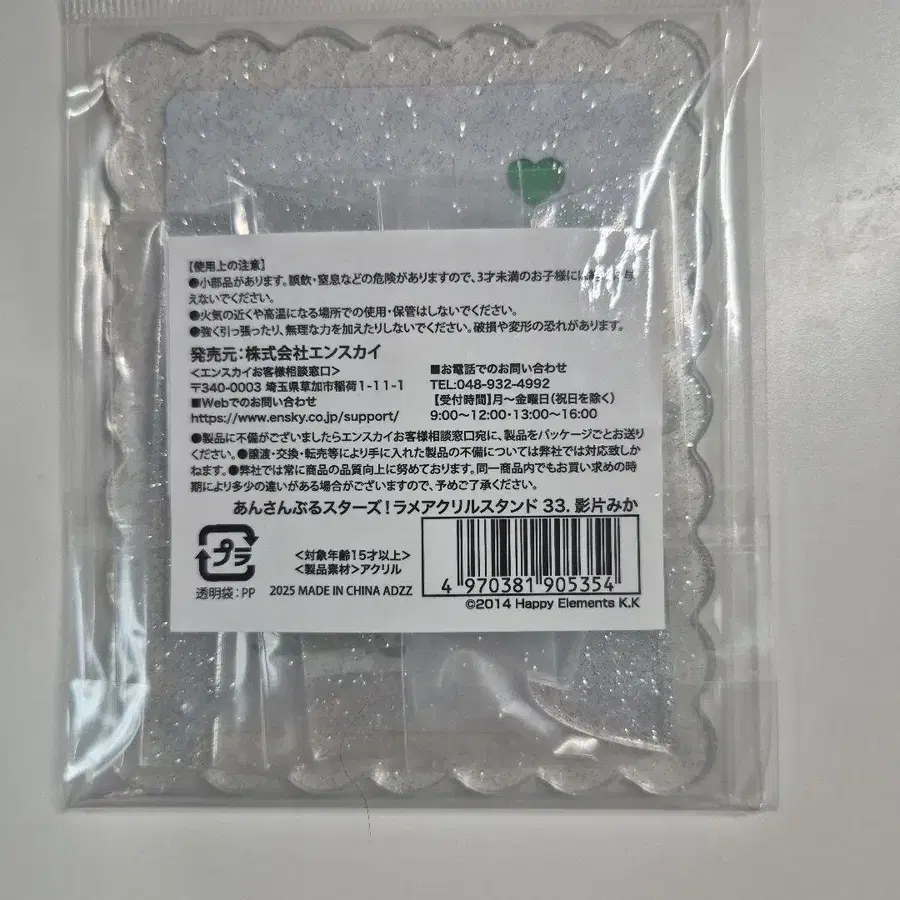 【使用上の注意】
●小部品があります。誤飲・窒息などの危険がありますので、3才未満のお子様には 与
えないでください。
●火気の近くや高温になる場所での使用・保管はしないでください。
●強く引っ張ったり、無理な力を加えたりしないでください。破損や変形の恐れがあります。
発売元：株式会社エンスカイ
<エンスカイお客様相談窓口>
〒340-0003 埼玉県草加市稲荷1-11-1
■Webでのお問い合わせ
https://www.ensky.co.jp/support/
■お電話でのお問い合わせ
TEL:048-932-4992
【受付時間】月～金曜日(祝日を除く)
9:00～12:00・13:00～16:00
●製品に不備がございましたらエンスカイお客様相談窓口宛に、製品をパッケージごとお送り
ください。●譲渡・交換・転売等により手に入れた製品の不備については弊社では対応致しか
ねます。●弊社では常に商品の品質向上に努めております。同一商品内でもお買い求めの時
期により多少の違いがある場合がございますので、予めご了承ください。
あんさんぶるスターズ！ラメアクリルスタンド 33. 影片みか
プラ
透明袋：PP
<対象年齢15才以上>
<製品素材>アクリル
2025 MADE IN CHINA ADZZ
4 970381 905354
©2014 Happy Elements K.K